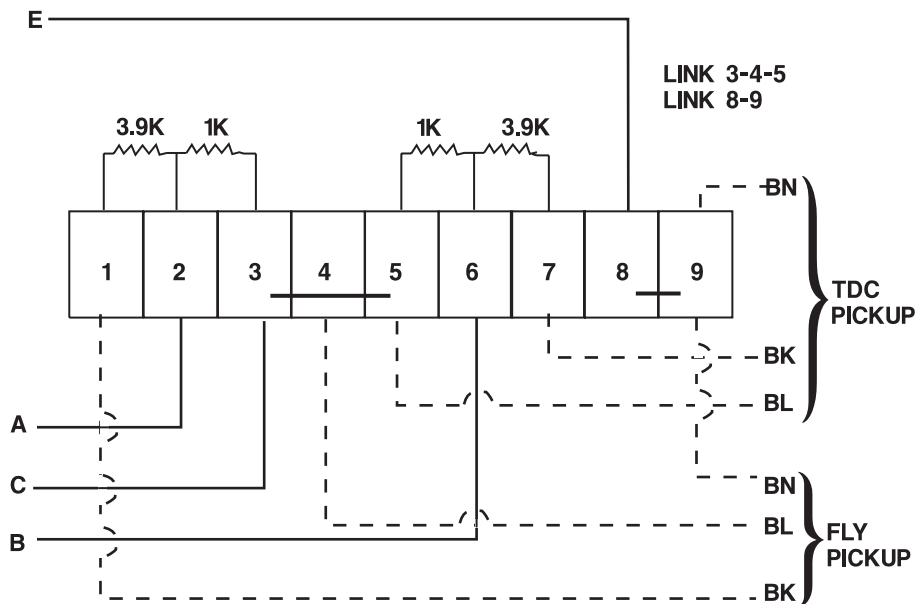 E
LINK 3-4-5
LINK 8-9
3.9K 1K 1K 3.9K
BN
1 2 3 4 5 6 7 8 9
TDC
PICKUP
BK
BL
A
C
BN
B
BL
FLY
PICKUP
BK